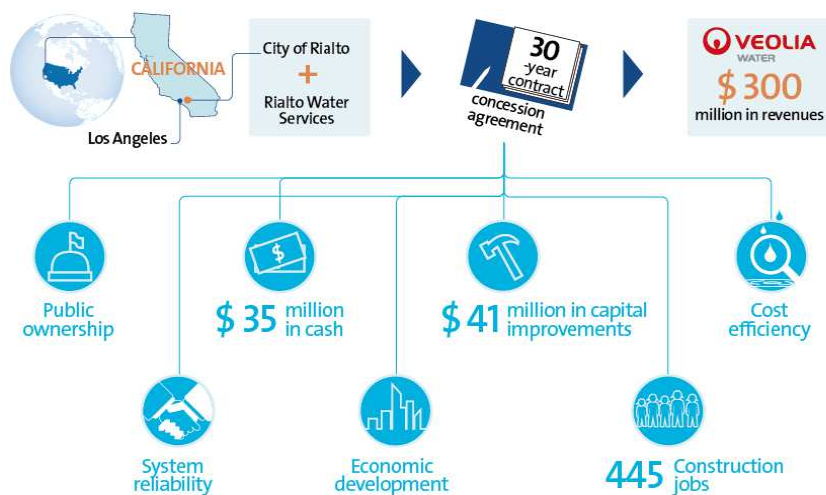 CALIFORNIA
Los Angeles
City of Rialto
+
Rialto Water
Services
30
-year
contract
concession
agreement
VEOLIA
WATER
$ 300
million in revenues
Public
ownership
$
$ 35 million
in cash
$ 41 million in capital
improvements
Cost
efficiency
System
reliability
Economic
development
445 Construction
jobs